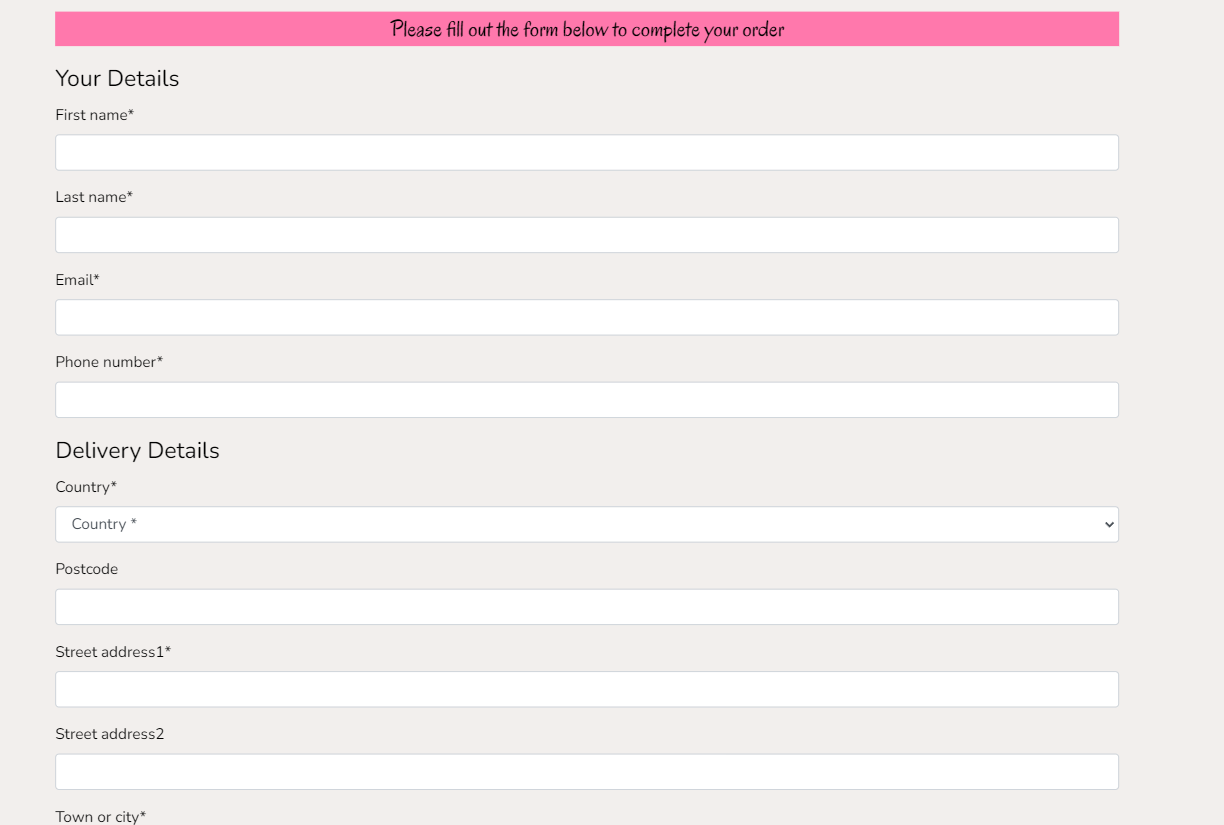 Please fill out the form below to complete your order
Your Details
First name*
Last name*
Email*
Phone number*
Delivery Details
Country*
Country *
Postcode
Street address1*
Street address2
Town or city*